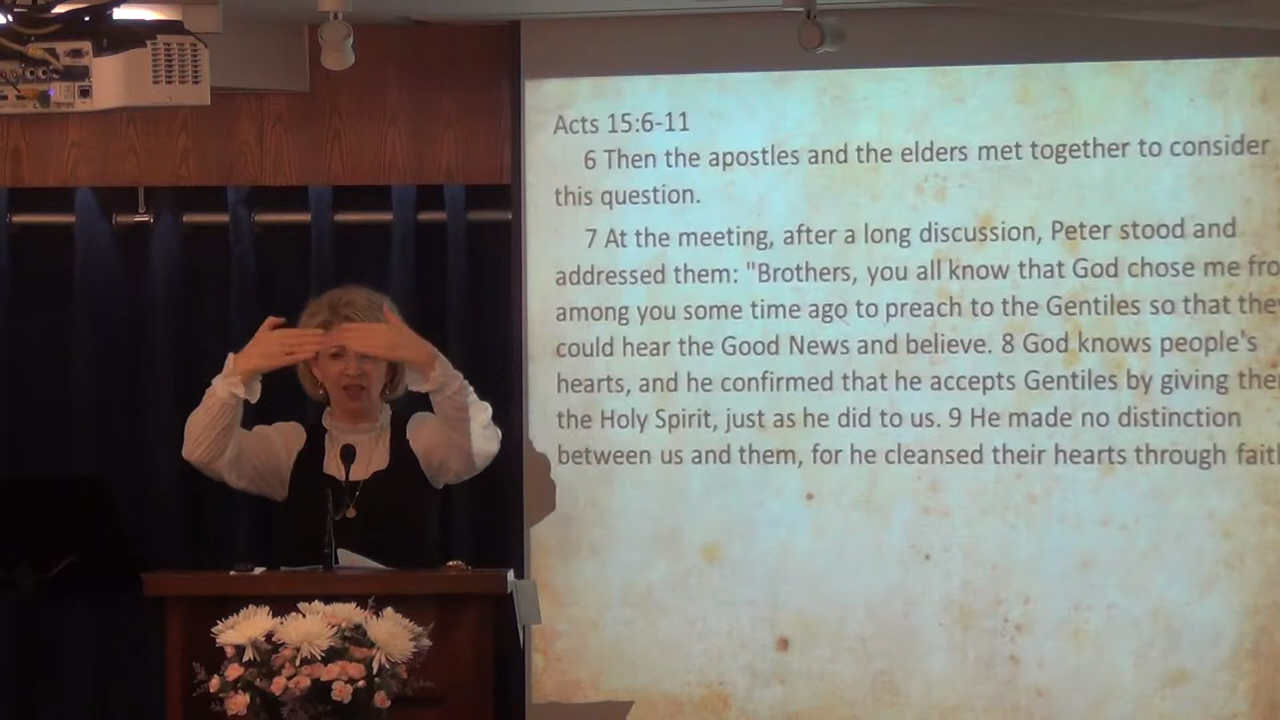 Acts 15:6-11
6 Then the apostles and the elders met together to consider
this question.
7 At the meeting, after a long discussion, Peter stood and
addressed them: "Brothers, you all know that God chose me fro
among you some time ago to preach to the Gentiles so that the
could hear the Good News and believe. 8 God knows people's
hearts, and he confirmed that he accepts Gentiles by giving the
the Holy Spirit, just as he did to us. 9 He made no distinction
between us and them, for he cleansed their hearts through fait